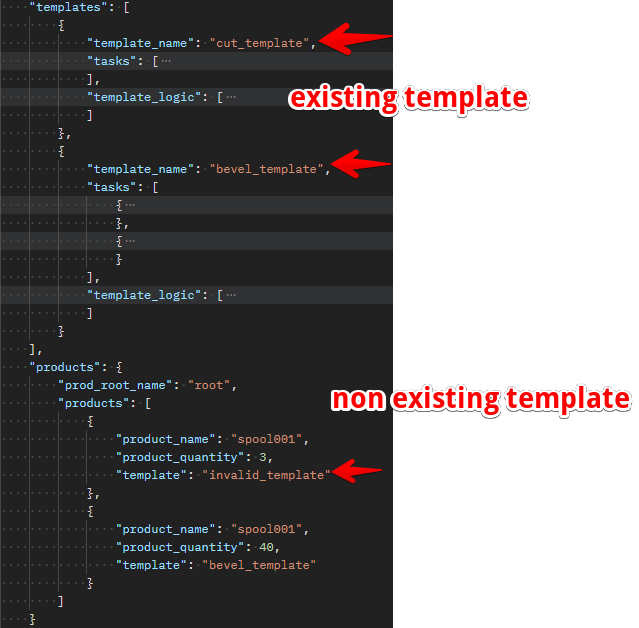 "templates": [
{
"template_name": "cut_template",
"tasks": [ ⋯
],
existing template
"template_logic": [ ⋯
]
},
{
"template_name": "bevel_template",
"tasks": [
{ ⋯
},
{ ⋯
}
],
"template_logic": [ ⋯
]
}
],
"products": {
"prod_root_name": "root",
non existing template
"products": [
{
"product_name": "spool001",
"product_quantity": 3,
"template": "invalid_template"
},
{
"product_name": "spool001",
"product_quantity": 40,
"template": "bevel_template"
}
]
}